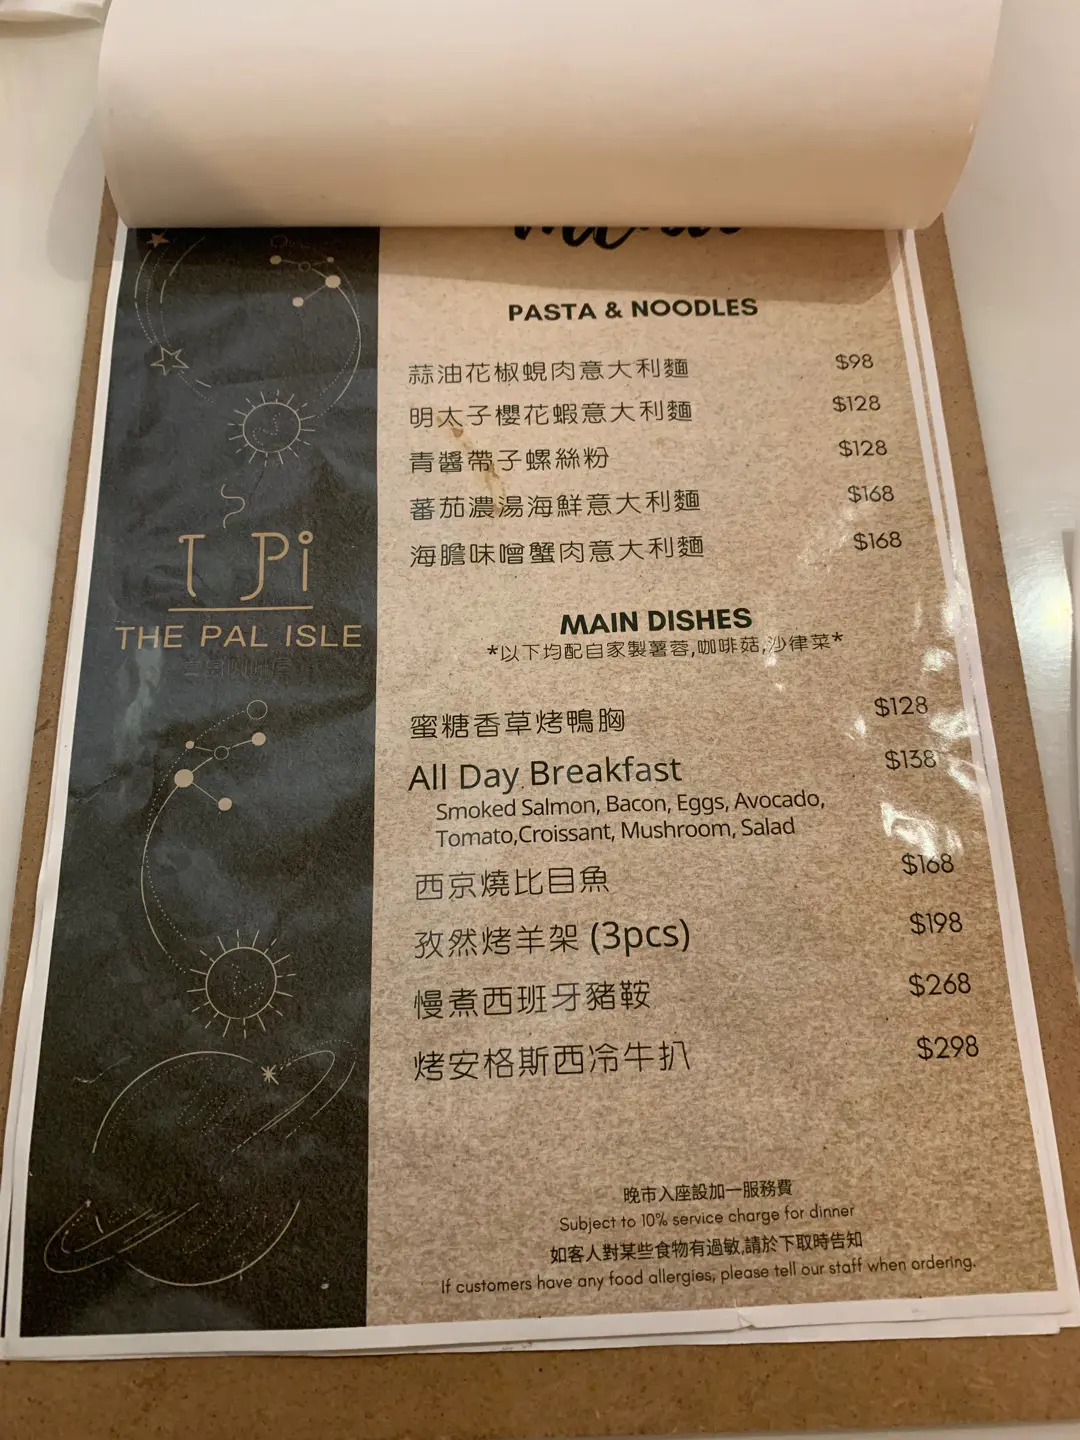 PASTA & NOODLES
蒜油花椒蜆肉意大利麵 $98
明太子櫻花蝦意大利麵 $128
青醬帶子螺絲粉 $128
蕃茄濃湯海鮮意大利麵 $168
海膽味噌蟹肉意大利麵 $168
T Pi
THE PAL ISLE
MAIN DISHES
*以下均配自家製薯蓉,咖啡菇,沙律菜*
蜜糖香草烤鴨胸 $128
All Day Breakfast $138
Smoked Salmon, Bacon, Eggs, Avocado,
Tomato,Croissant, Mushroom, Salad
西京燒比目魚 $168
孜然烤羊架 (3pcs) $198
慢煮西班牙豬鞍 $268
烤安格斯西冷牛扒 $298
晚市入座設加一服務費
Subject to 10% service charge for dinner
如客人對某些食物有過敏,請於下取時告知
If customers have any food allergies, please tell our staff when ordering.